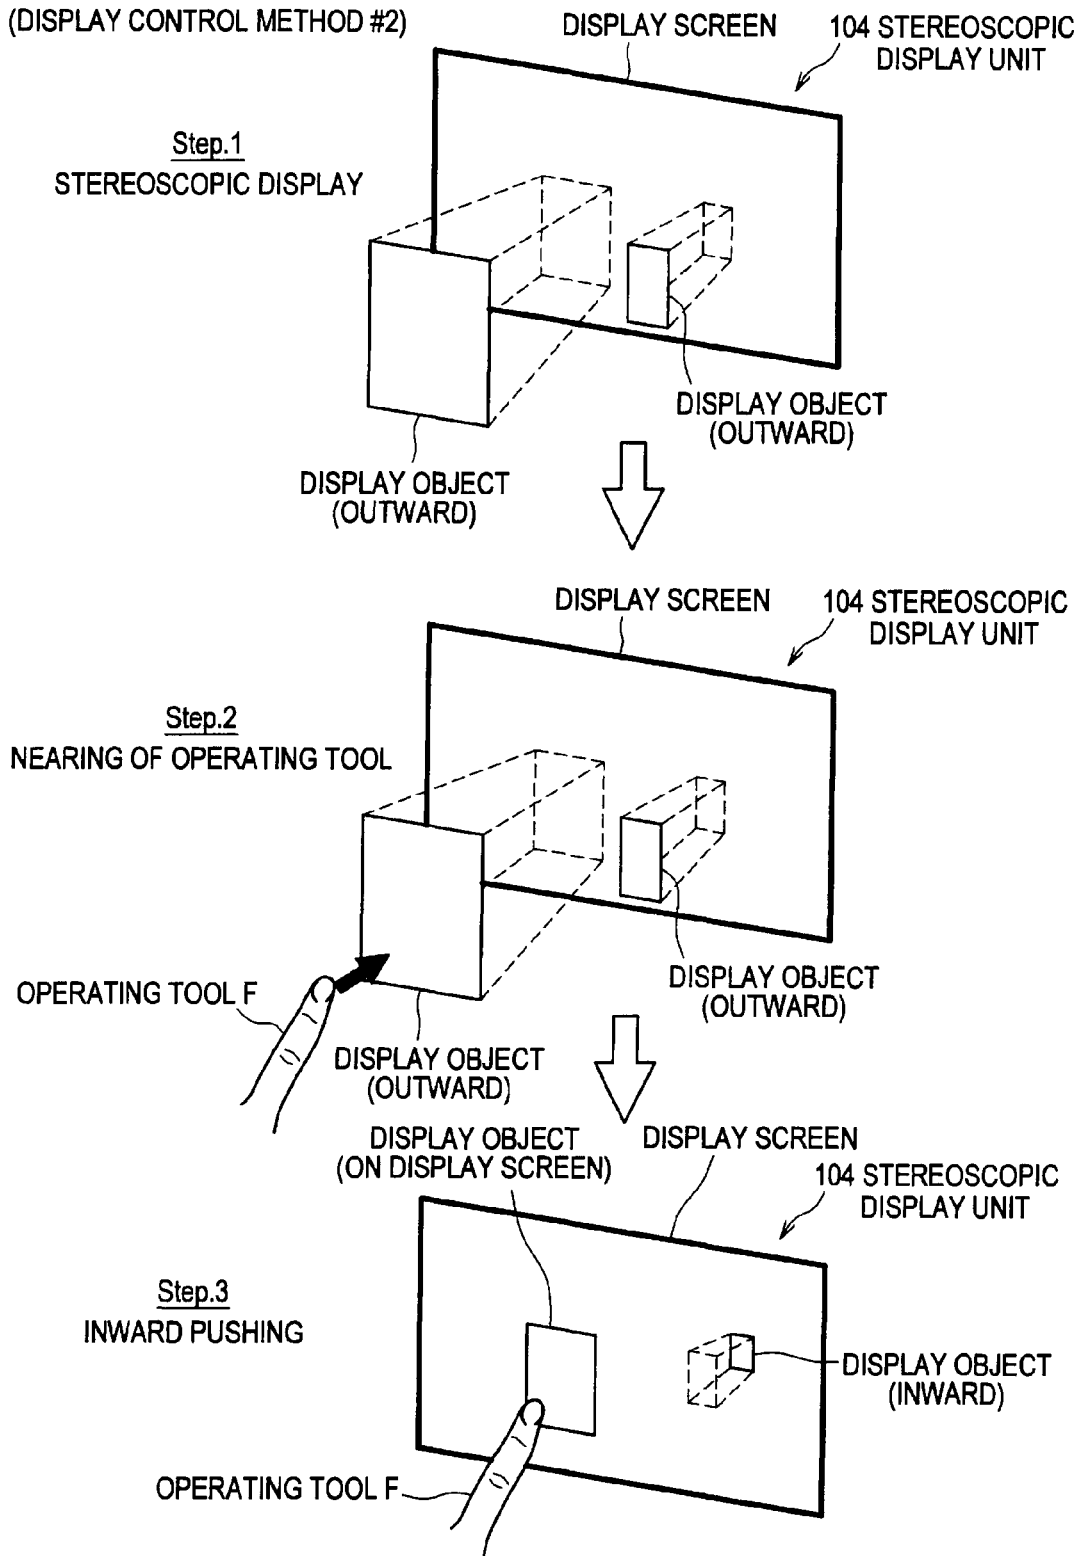 (DISPLAY CONTROL METHOD #2)
DISPLAY SCREEN
104 STEREOSCOPIC
DISPLAY UNIT
Step.1
STEREOSCOPIC DISPLAY
DISPLAY OBJECT
(OUTWARD)
DISPLAY OBJECT
(OUTWARD)
DISPLAY SCREEN
104 STEREOSCOPIC
DISPLAY UNIT
Step.2
NEARING OF OPERATING TOOL
OPERATING TOOL F
DISPLAY OBJECT
(OUTWARD)
DISPLAY OBJECT
(OUTWARD)
DISPLAY OBJECT
(ON DISPLAY SCREEN)
DISPLAY SCREEN
104 STEREOSCOPIC
DISPLAY UNIT
Step.3
INWARD PUSHING
DISPLAY OBJECT
(INWARD)
OPERATING TOOL F